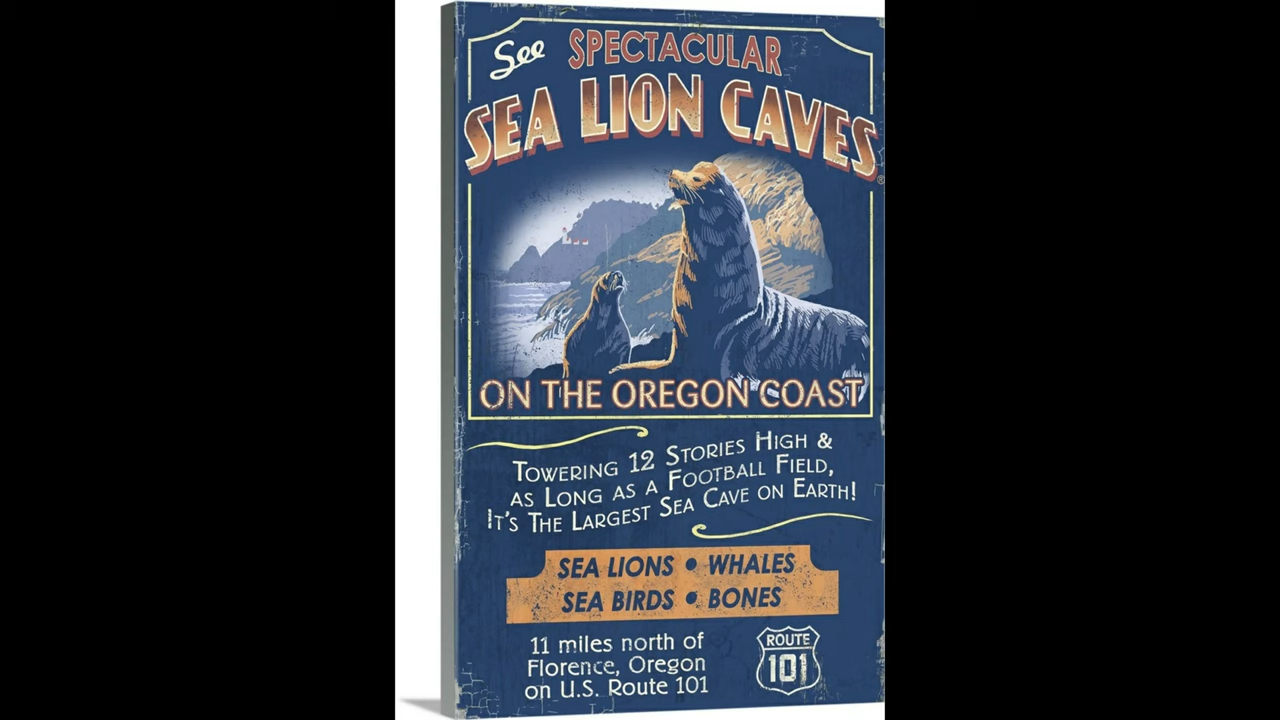 See SPECTACULAR
SEA LION CAVES®
ON THE OREGON COAST
TOWERING 12 STORIES HIGH &
AS LONG AS A FOOTBALL FIELD,
IT'S THE LARGEST SEA CAVE ON EARTH!
SEA LIONS • WHALES
SEA BIRDS • BONES
11 miles north of
Florence, Oregon
on U.S. Route 101
ROUTE
101